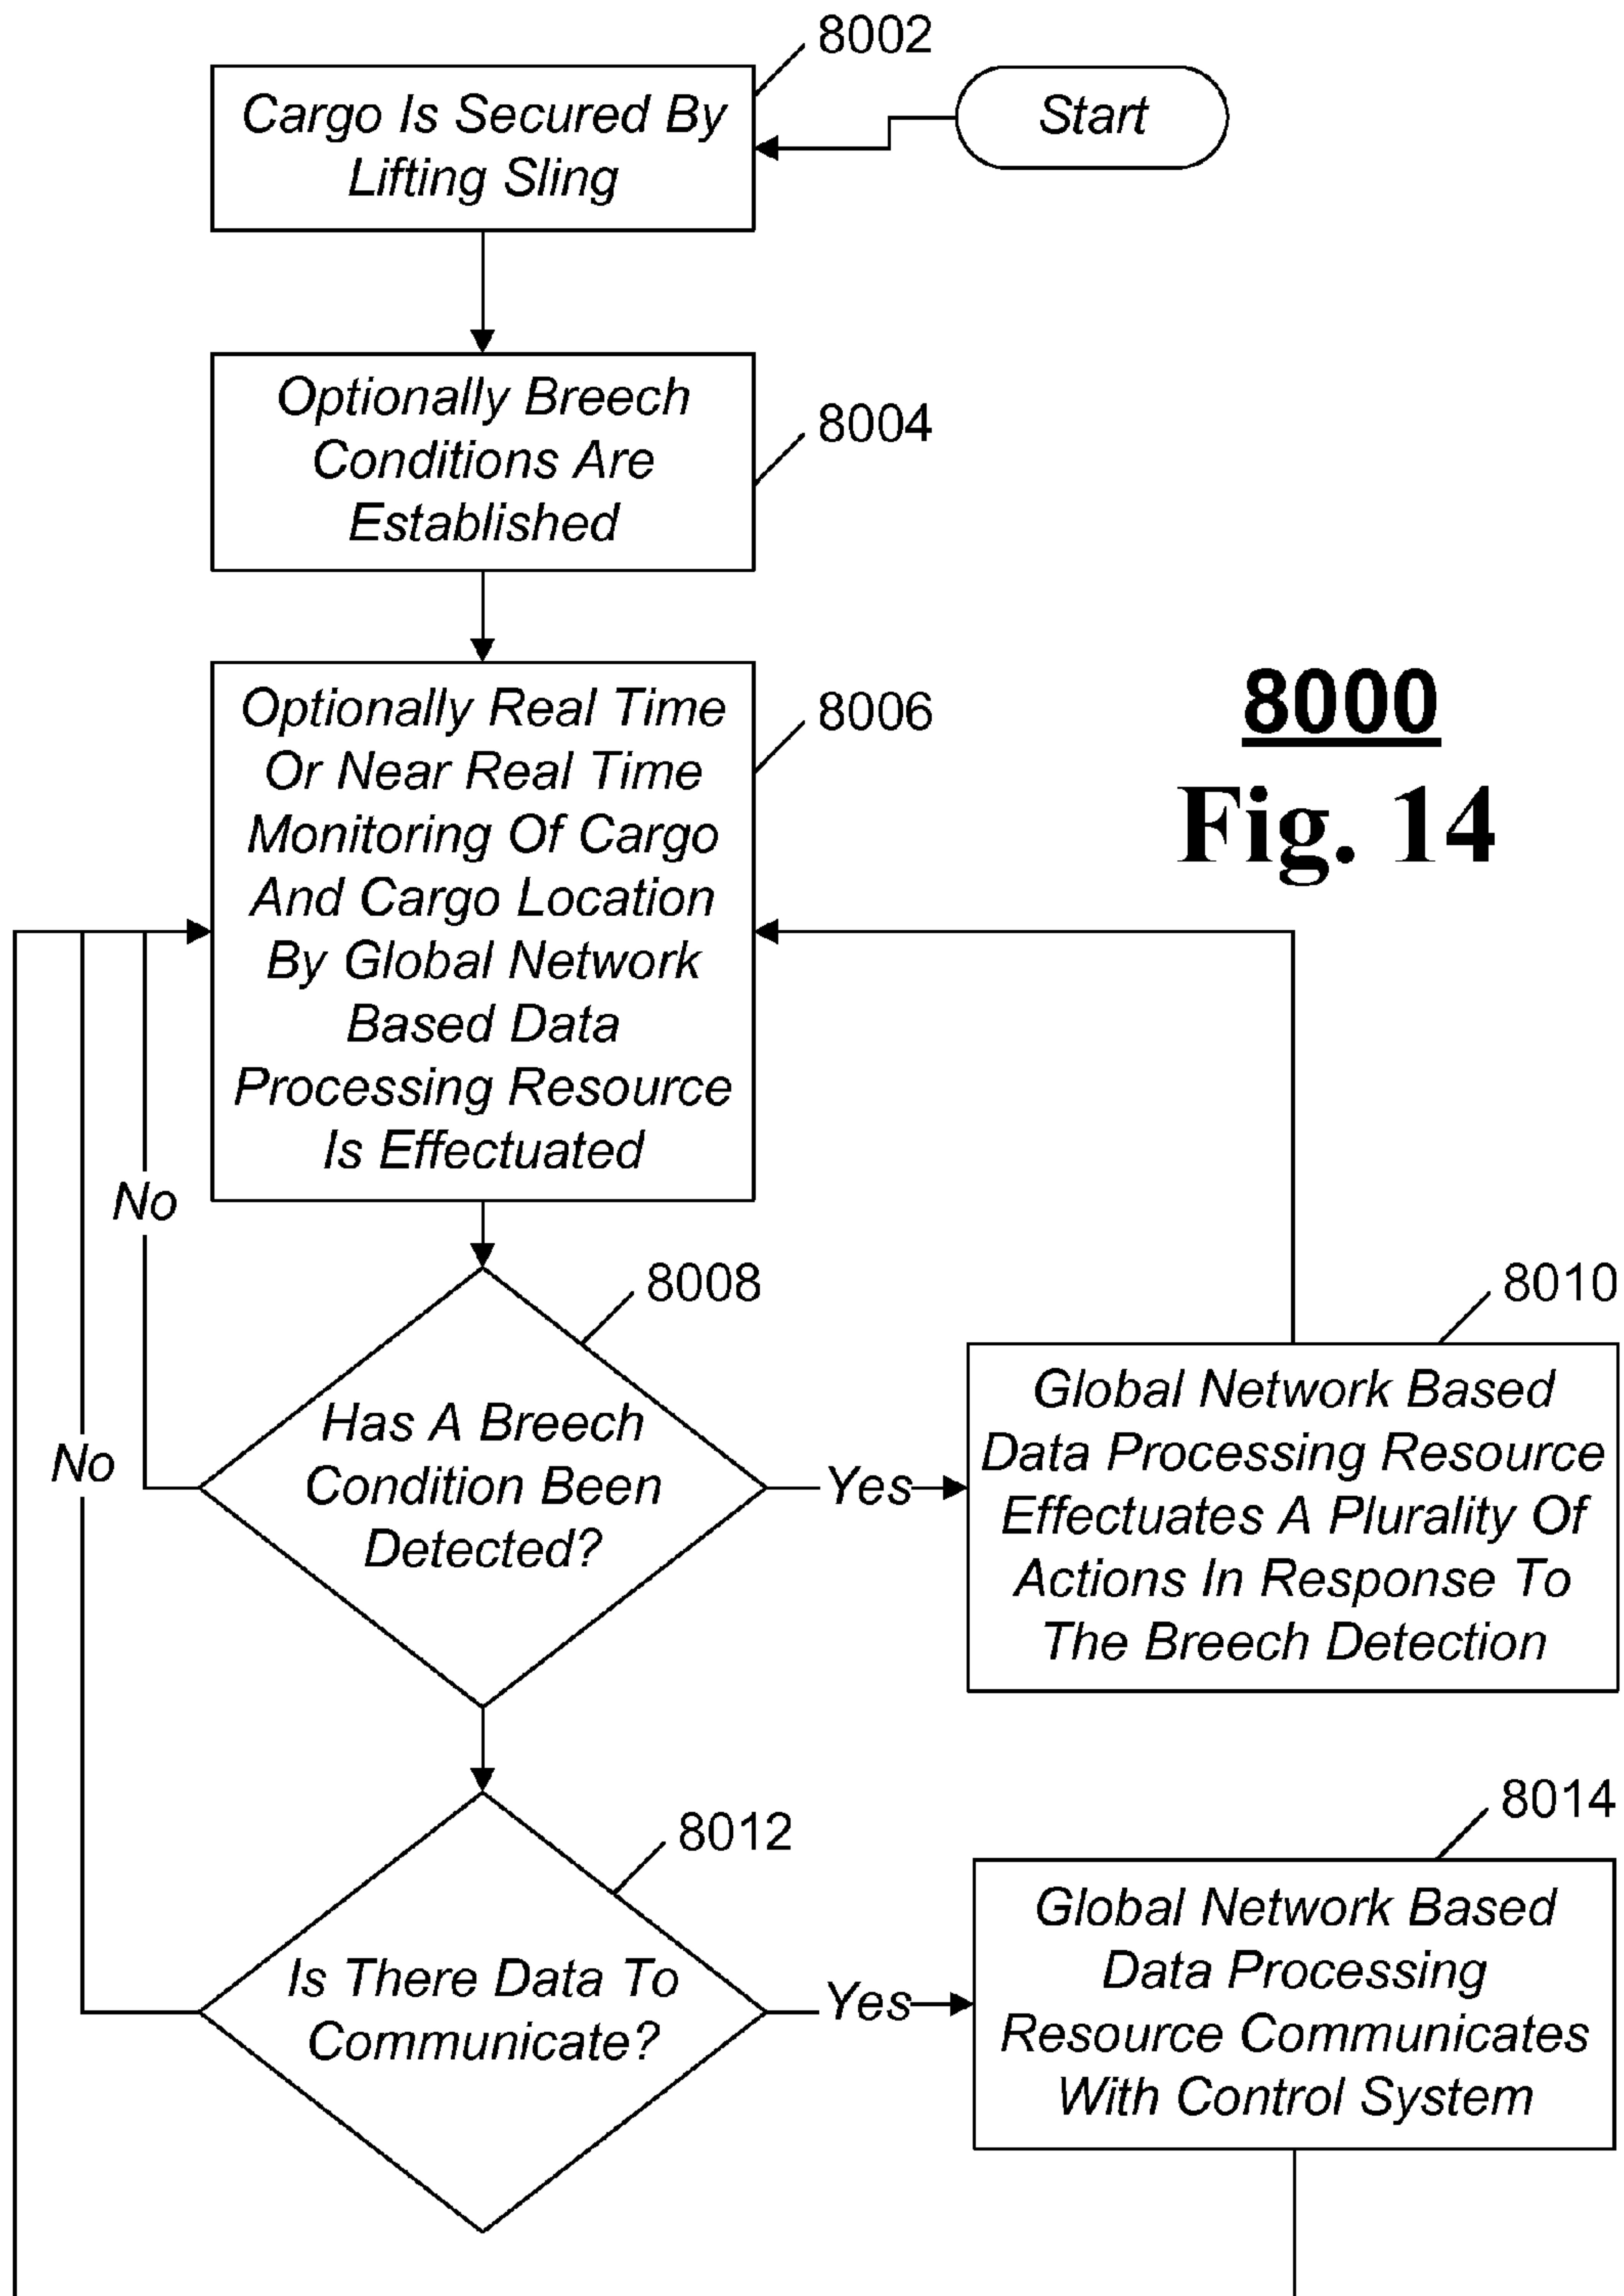 8002
Cargo Is Secured By
Lifting Sling
Start
Optionally Breech
Conditions Are
Established
8004
Optionally Real Time
Or Near Real Time
Monitoring Of Cargo
And Cargo Location
By Global Network
Based Data
Processing Resource
Is Effectuated
8006
8000
Fig. 14
No
No
8008
Has A Breech
Condition Been
Detected?
Yes
8010
Global Network Based
Data Processing Resource
Effectuates A Plurality Of
Actions In Response To
The Breech Detection
8012
Is There Data To
Communicate?
Yes
8014
Global Network Based
Data Processing
Resource Communicates
With Control System